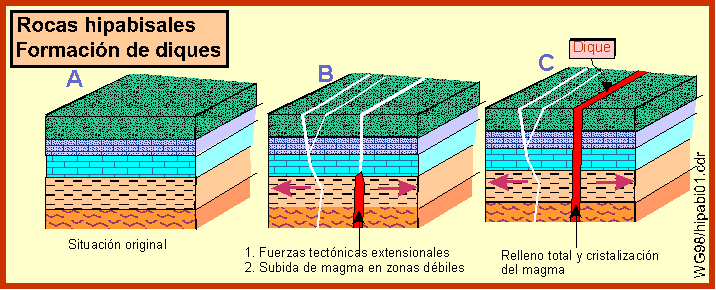 Rocas hipabisales
Formación de diques
A
B
C
Dique
Situación original
1. Fuerzas tectónicas extensionales
2. Subida de magma en zonas débiles
Relleno total y cristalización
del magma
WG98/hipabi01.cdr